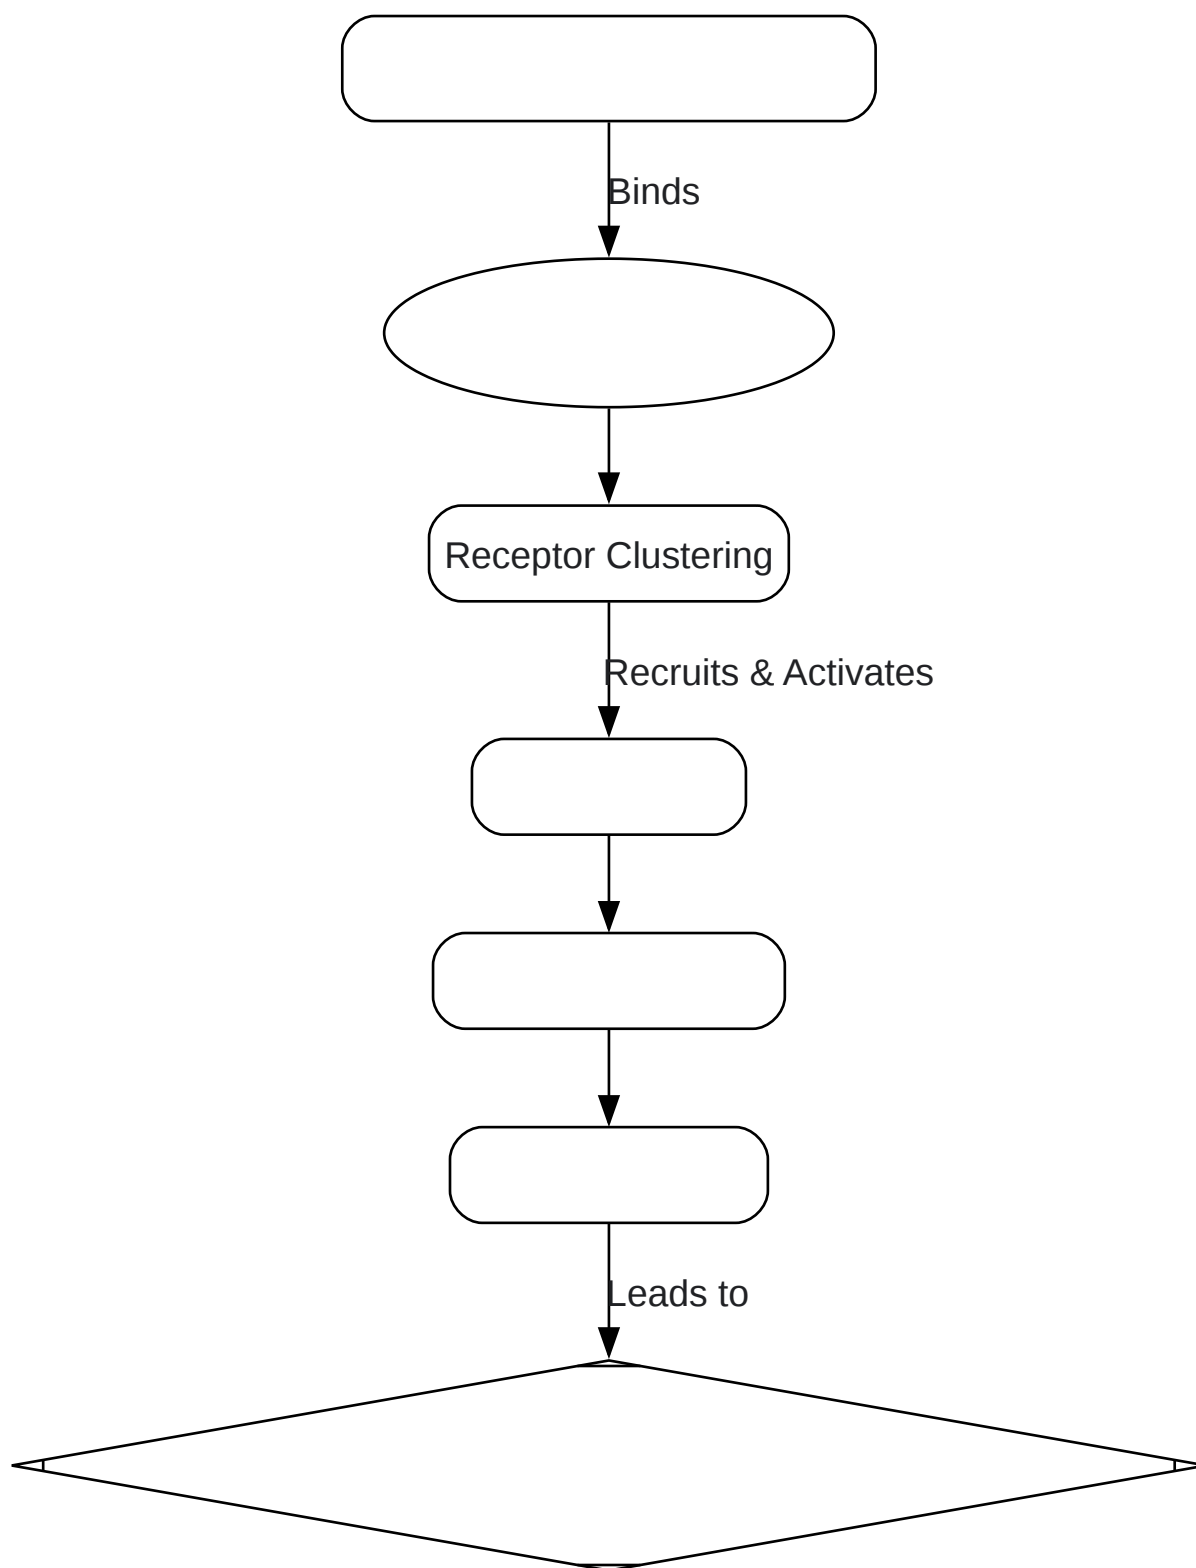 Binds
Receptor Clustering
Recruits & Activates
Leads to